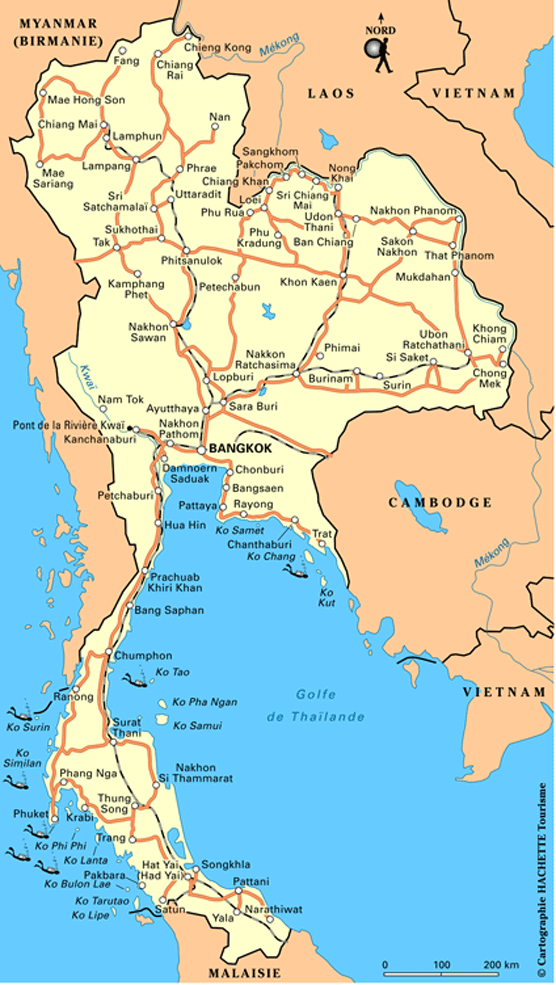 MYANMAR
(BIRMANIE)
NORD
Chieng Kong
Mékong
Fang
Chiang
Rai
LAOS
VIETNAM
Mae Hong Son
Chiang Mai
Nan
Lamphun
Sangkhom
Pakchom
Nong
Khai
Lampang
Phrae
Chiang Khan
Mae
Sariang
Uttaradit
Loei
Sri Chiang
Mai
Sri
Satchamalaï
Phu Rua
Udon
Thani
Nakhon Phanom
Sukhothai
Phu
Kradung
Ban Chiang
Sakon
Nakhon
That Phanom
Tak
Phitsanulok
Kamphang
Phet
Petechabun
Khon Kaen
Mukdahan
Nakhon
Sawan
Phimai
Ubon
Ratchathani
Khong
Chiam
Nakkon
Ratchasima
Si Saket
Kwaï
Lopburi
Burinam
Surin
Chong
Mek
Nam Tok
Ayutthaya
Sara Buri
Pont de la Rivière Kwaï
Kanchanaburi
Nakhon
Pathom
BANGKOK
Damnoern
Saduak
Chonburi
Bangsaen
Petchaburi
Pattaya
Rayong
CAMBODGE
Hua Hin
Ko Samet
Chanthaburi
Trat
Ko Chang
Mékong
Ko
Kut
Prachuab
Khiri Khan
Bang Saphan
Chumphon
Ko Tao
Ranong
Ko Pha Ngan
Golfe
de Thaïlande
VIETNAM
Ko Surin
Surat
Thani
Ko Samui
Ko
Similan
Phang Nga
Nakhon
Si Thammarat
Thung
Song
Phuket
Krabi
Ko Phi Phi
Trang
Ko Lanta
Hat Yai
(Had Yai)
Songkhla
Pakbara
Ko Bulon Lae
Pattani
Ko Tarutao
Satun
Ko Lipe
Yala
Narathiwat
MALAISIE
0 100 200 km
© Cartographie HACHETTE Tourisme